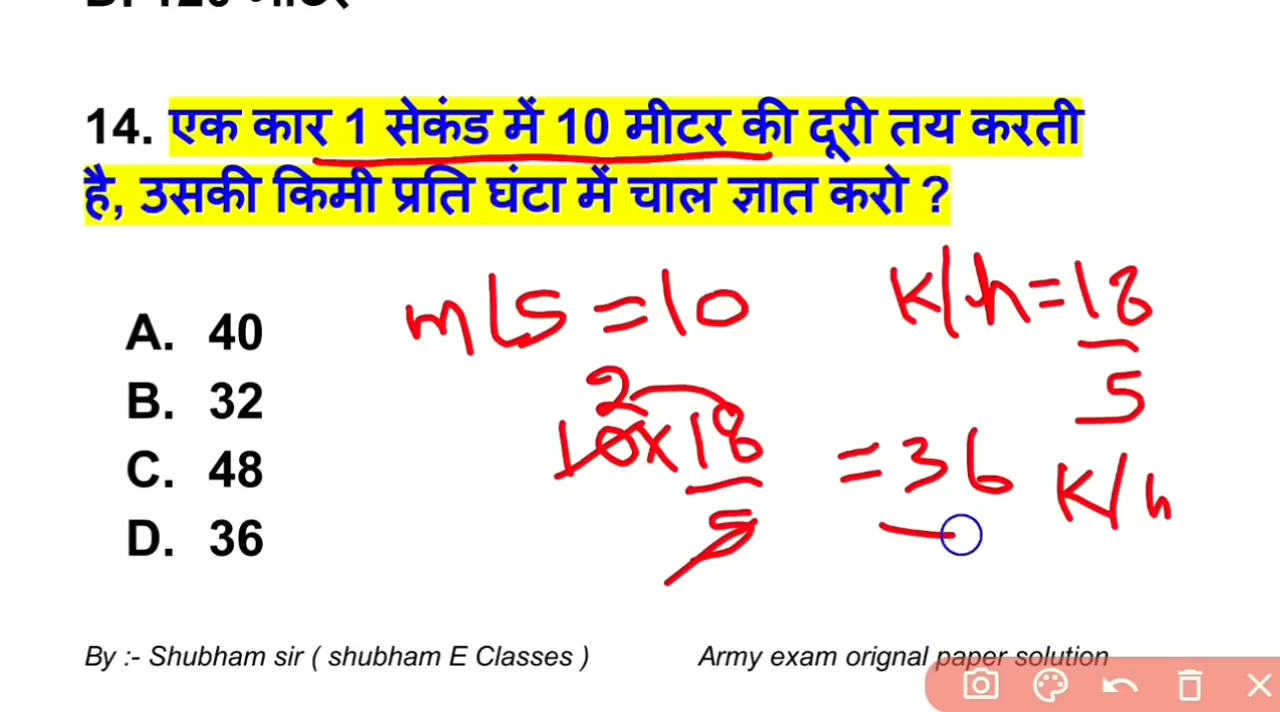 14. एक कार 1 सेकंड में 10 मीटर की दूरी तय करती
है, उसकी किमी प्रति घंटा में चाल ज्ञात करो ?
m/s = 10
K/h = 18
5
A. 40
B. 32
C. 48
D. 36
2
10 x 18
5
= 36 K/h
By :- Shubham sir ( shubham E Classes )
Army exam orignal paper solution